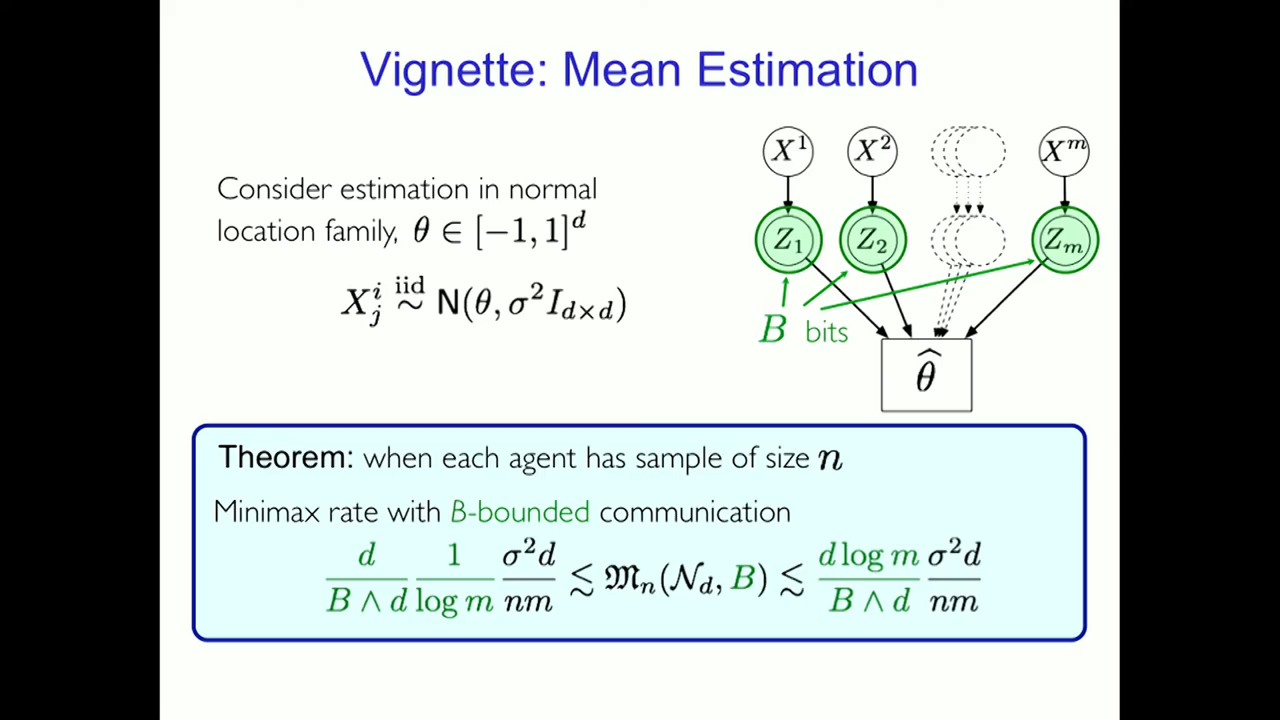 Vignette: Mean Estimation
Consider estimation in normal
location family, θ ∈ [−1, 1]^d
X_j^i iid ∼ N(θ, σ²I_{d×d})
X^1 X^2 X^m
Z_1 Z_2 Z_m
B bits
θ̂
Theorem: when each agent has sample of size n
Minimax rate with B-bounded communication
d/(B ∧ d) 1/(log m) σ²d/(nm) ≲ 𝔐_n(𝒩_d, B) ≲ (d log m)/(B ∧ d) σ²d/(nm)